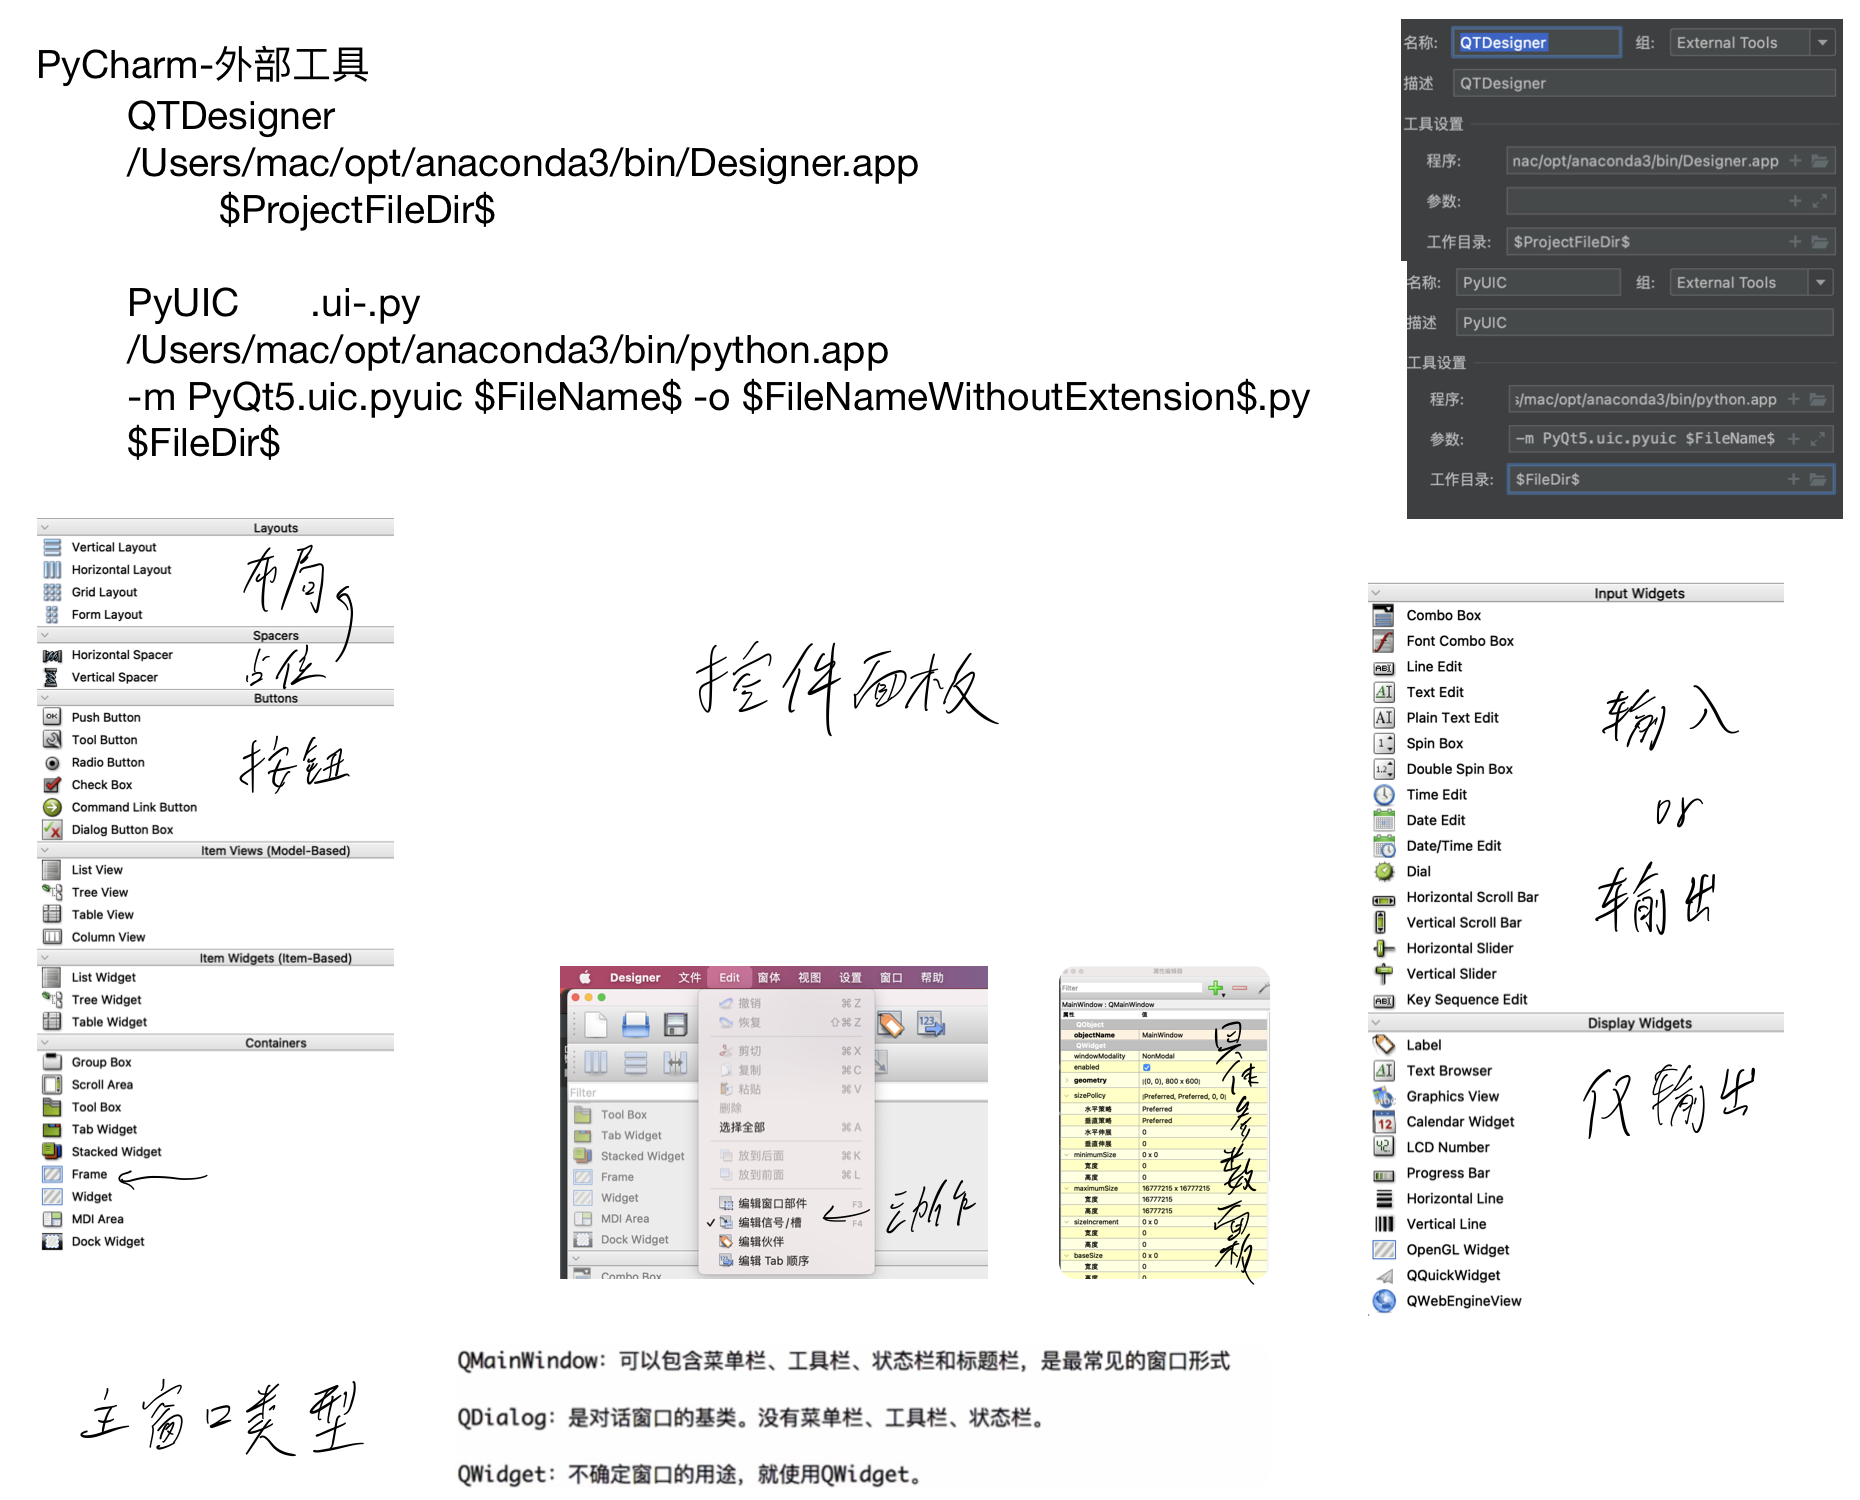 PyCharm-外部工具
QTDesigner
/Users/mac/opt/anaconda3/bin/Designer.app
$ProjectFileDir$
PyUIC .ui-.py
/Users/mac/opt/anaconda3/bin/python.app
-m PyQt5.uic.pyuic $FileName$ -o $FileNameWithoutExtension$.py
$FileDir$
名称: QTDesigner 组: External Tools
描述 QTDesigner
工具设置
程序: nac/opt/anaconda3/bin/Designer.app
参数:
工作目录: $ProjectFileDir$
名称: PyUIC 组: External Tools
描述 PyUIC
工具设置
程序: s/mac/opt/anaconda3/bin/python.app
参数: -m PyQt5.uic.pyuic $FileName$
工作目录: $FileDir$
Layouts
Vertical Layout
Horizontal Layout
Grid Layout
Form Layout
布局
Spacers
Horizontal Spacer
Vertical Spacer
占位
Buttons
Push Button
Tool Button
Radio Button
Check Box
Command Link Button
Dialog Button Box
按钮
Item Views (Model-Based)
List View
Tree View
Table View
Column View
Item Widgets (Item-Based)
List Widget
Tree Widget
Table Widget
Containers
Group Box
Scroll Area
Tool Box
Tab Widget
Stacked Widget
Frame
Widget
MDI Area
Dock Widget
控件面板
Designer 文件 Edit 窗体 视图 设置 窗口 帮助
撤销 ⌘Z
恢复 ⇧⌘Z
剪切 ⌘X
复制 ⌘C
粘贴 ⌘V
删除
选择全部 ⌘A
放到后面 ⌘K
放到前面 ⌘L
编辑窗口部件 F3
编辑信号/槽 F4
编辑伙伴
编辑 Tab 顺序
Filter
Tool Box
Tab Widget
Stacked Widget
Frame
Widget
MDI Area
Dock Widget
Combo Box
动作
属性编辑器
Filter
MainWindow : QMainWindow
属性 值
QObject
objectName MainWindow
QWidget
windowModality NonModal
enabled
geometry [(0, 0), 800 x 600]
sizePolicy [Preferred, Preferred, 0, 0]
水平策略 Preferred
垂直策略 Preferred
水平伸展 0
垂直伸展 0
minimumSize 0 x 0
宽度 0
高度 0
maximumSize 16777215 x 16777215
宽度 16777215
高度 16777215
sizeIncrement 0 x 0
宽度 0
高度 0
baseSize 0 x 0
宽度 0
高度 0
具体参数面板
Input Widgets
Combo Box
Font Combo Box
Line Edit
Text Edit
Plain Text Edit
Spin Box
Double Spin Box
Time Edit
Date Edit
Date/Time Edit
Dial
Horizontal Scroll Bar
Vertical Scroll Bar
Horizontal Slider
Vertical Slider
Key Sequence Edit
输入
or
输出
Display Widgets
Label
Text Browser
Graphics View
Calendar Widget
LCD Number
Progress Bar
Horizontal Line
Vertical Line
OpenGL Widget
QQuickWidget
QWebEngineView
仅输出
主窗口类型
QMainWindow：可以包含菜单栏、工具栏、状态栏和标题栏，是最常见的窗口形式
QDialog：是对话窗口的基类。没有菜单栏、工具栏、状态栏。
QWidget：不确定窗口的用途，就使用QWidget。